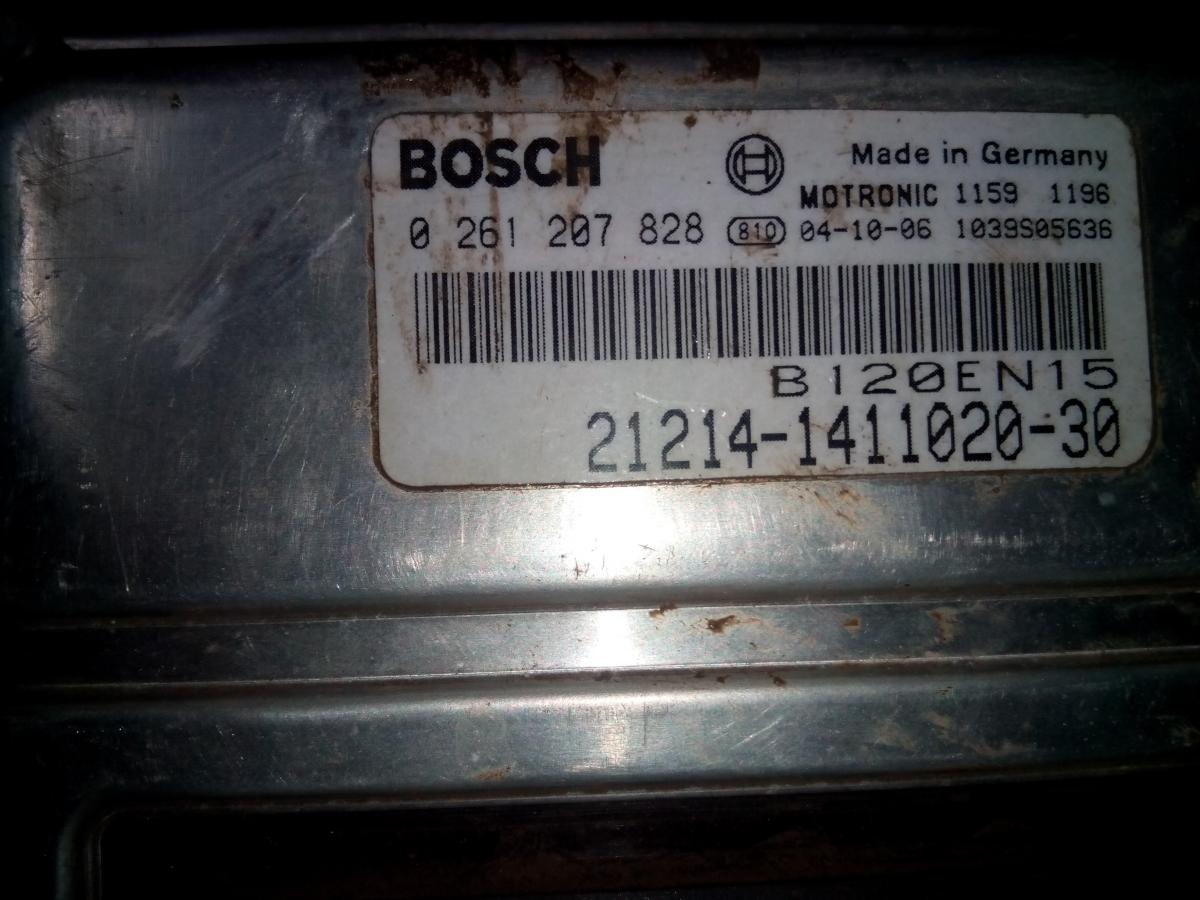 BOSCH
Made in Germany
MOTRONIC 1159 1196
0 261 207 828 810 04-10-06 1039S05636
B120EN15
21214-1411020-30